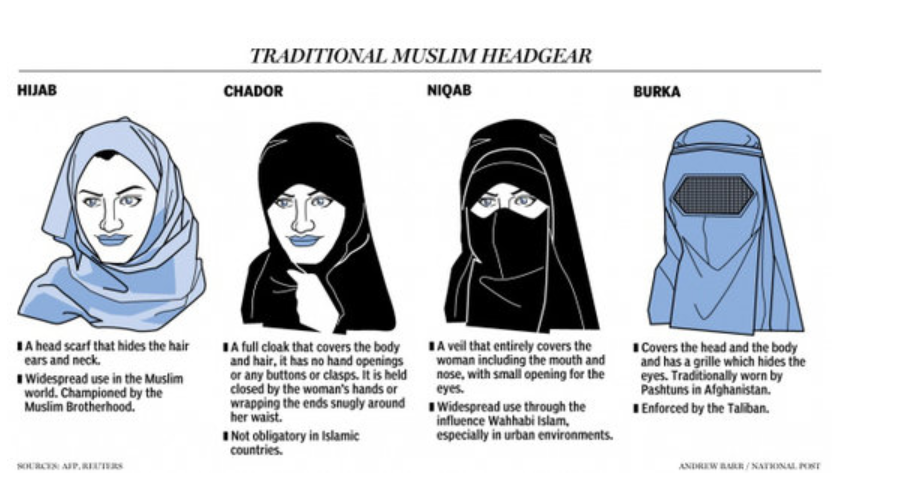 TRADITIONAL MUSLIM HEADGEAR
HIJAB
A head scarf that hides the hair
ears and neck.
Widespread use in the Muslim
world. Championed by the
Muslim Brotherhood.
CHADOR
A full cloak that covers the body
and hair, it has no hand openings
or any buttons or clasps. It is held
closed by the woman's hands or
wrapping the ends snugly around
her waist.
Not obligatory in Islamic
countries.
NIQAB
A veil that entirely covers the
woman including the mouth and
nose, with small opening for the
eyes.
Widespread use through the
influence Wahhabi Islam,
especially in urban environments.
BURKA
Covers the head and the body
and has a grille which hides the
eyes. Traditionally worn by
Pashtuns in Afghanistan.
Enforced by the Taliban.
SOURCES: AFP, REUTERS
ANDREW BARR / NATIONAL POST